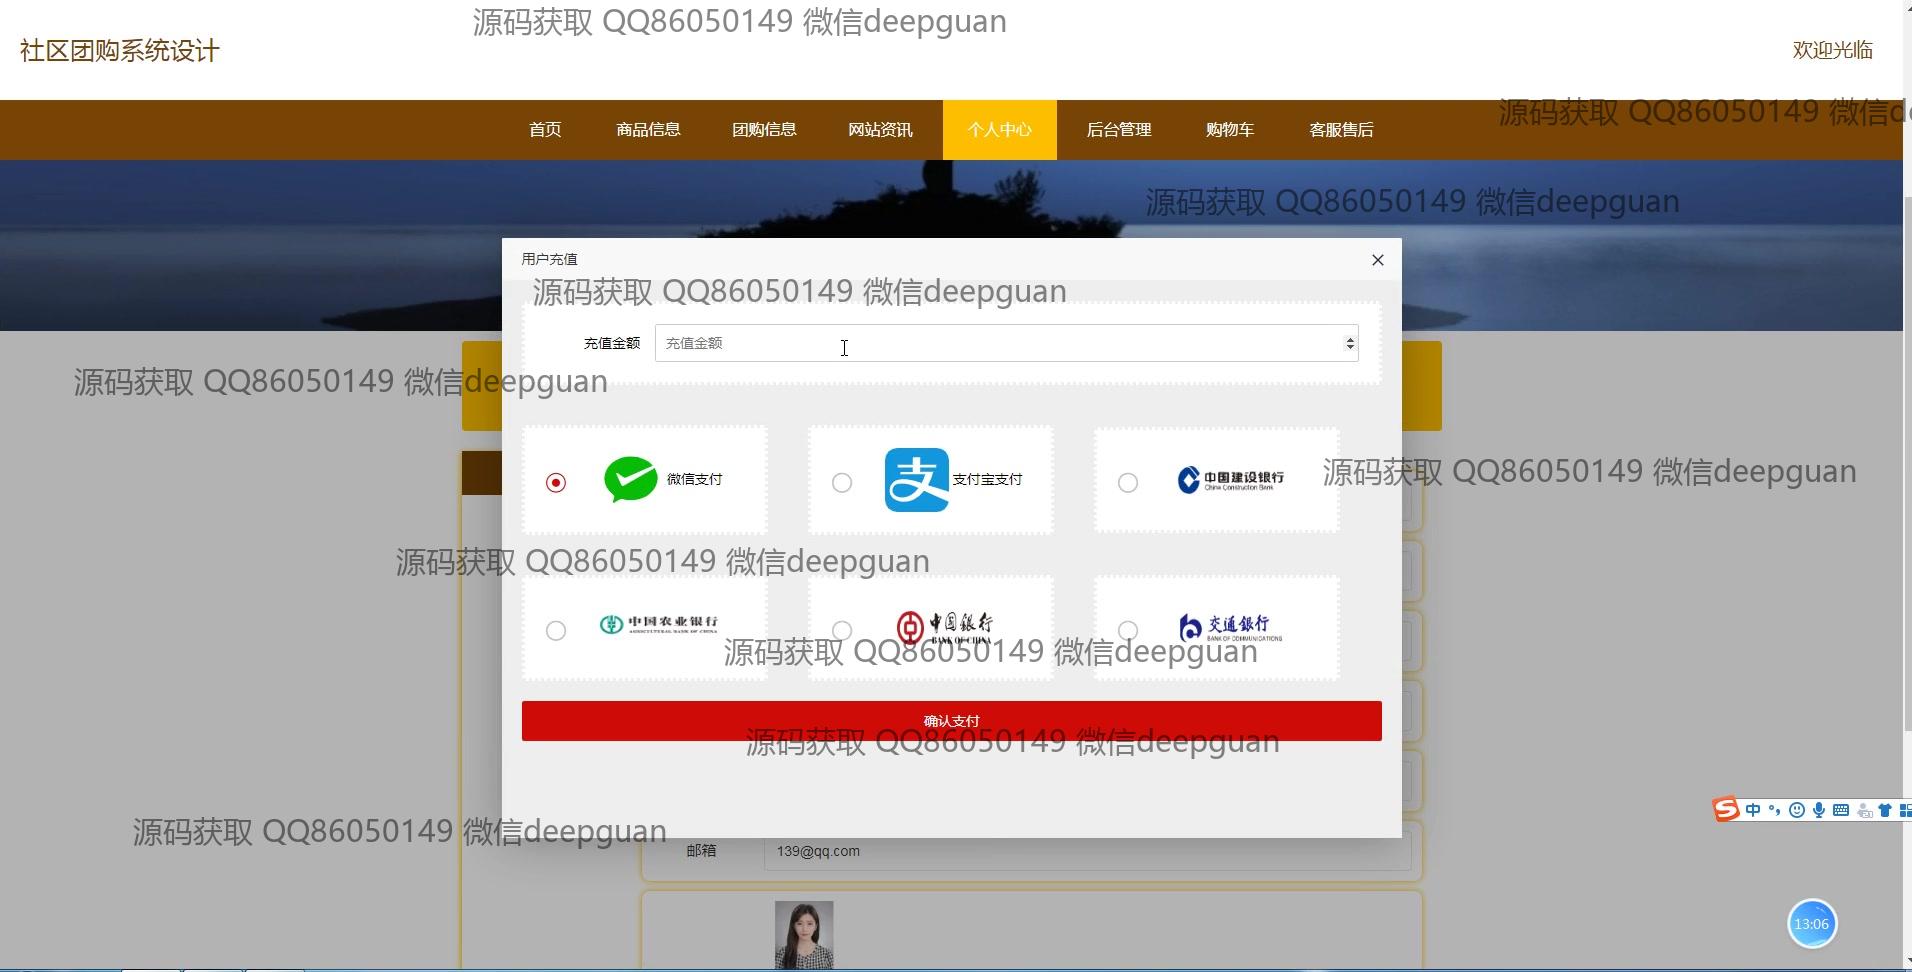 源码获取 QQ86050149 微信deepguan
社区团购系统设计
欢迎光临
源码获取 QQ86050149 微信d
首页 商品信息 团购信息 网站资讯 个人中心 后台管理 购物车 客服售后
源码获取 QQ86050149 微信deepguan
用户充值
源码获取 QQ86050149 微信deepguan
充值金额 充值金额
源码获取 QQ86050149 微信deepguan
微信支付
支 支付宝支付
中国建设银行
China Construction Bank
源码获取 QQ86050149 微信deepguan
源码获取 QQ86050149 微信deepguan
中国农业银行
AGRICULTURAL BANK OF CHINA
中国银行
BANK OF CHINA
交通银行
BANK OF COMMUNICATIONS
源码获取 QQ86050149 微信deepguan
确认支付
源码获取 QQ86050149 微信deepguan
S 中
源码获取 QQ86050149 微信deepguan
邮箱 139@qq.com
13:06